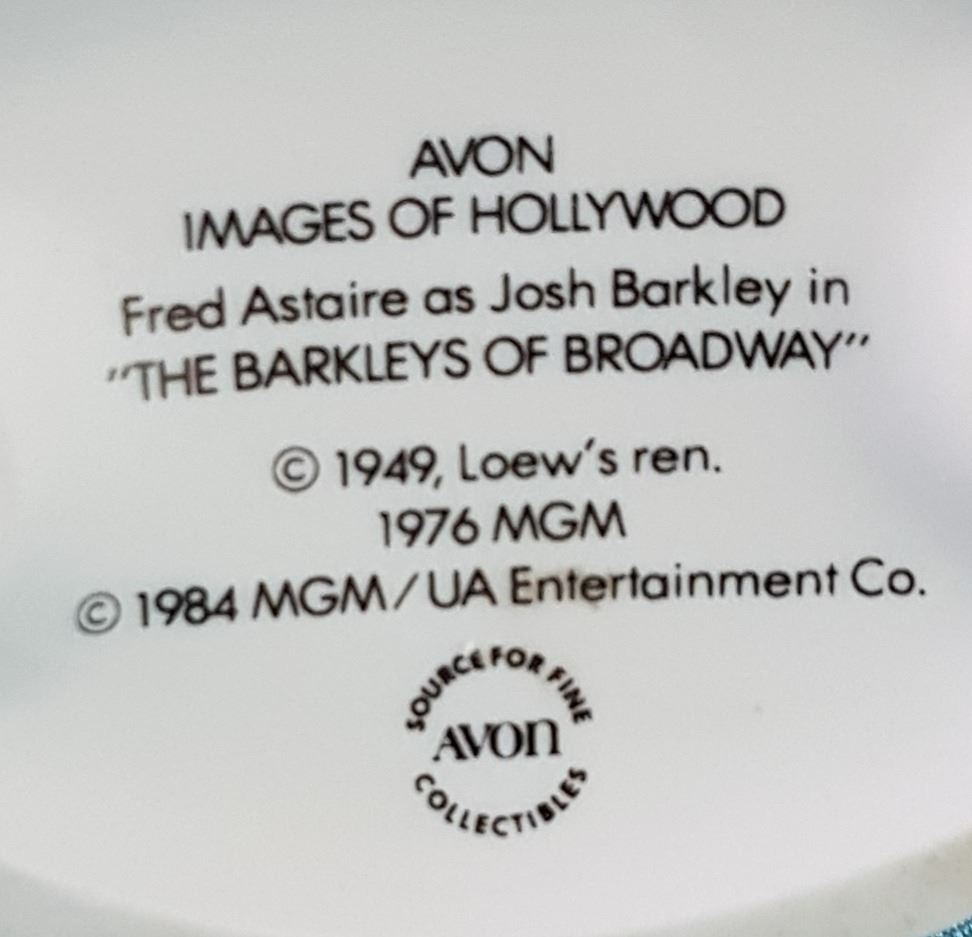 AVON
IMAGES OF HOLLYWOOD
Fred Astaire as Josh Barkley in
"THE BARKLEYS OF BROADWAY"
© 1949, Loew's ren.
1976 MGM
© 1984 MGM/UA Entertainment Co.
SOURCE FOR FINE
AVON
COLLECTIBLES